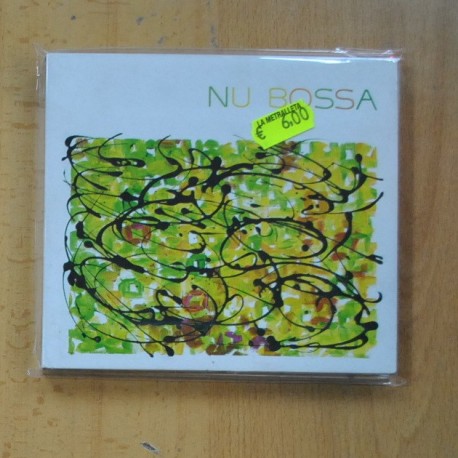 NU BOSSA
LA METRALLETA
€ 6.00